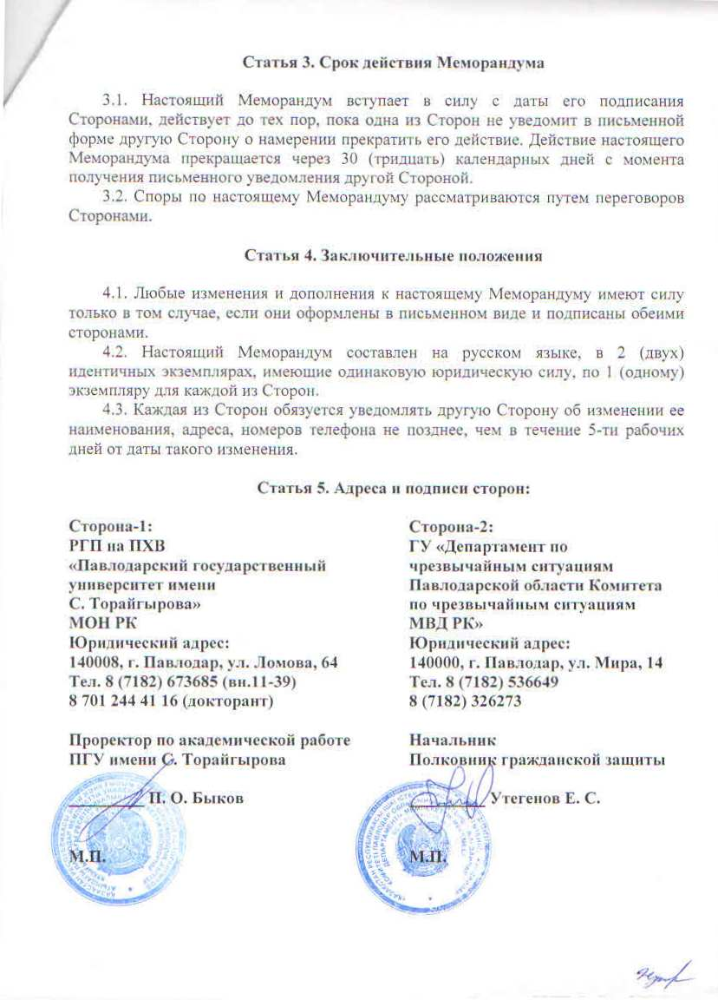 Статья 3. Срок действия Меморандума
3.1. Настоящий Меморандум вступает в силу с даты его подписания
Сторонами, действует до тех пор, пока одна из Сторон не уведомит в письменной
форме другую Сторону о намерении прекратить его действие. Действие настоящего
Меморандума прекращается через 30 (тридцать) календарных дней с момента
получения письменного уведомления другой Стороной.
3.2. Споры по настоящему Меморандуму рассматриваются путем переговоров
Сторонами.
Статья 4. Заключительные положения
4.1. Любые изменения и дополнения к настоящему Меморандуму имеют силу
только в том случае, если они оформлены в письменном виде и подписаны обеими
сторонами.
4.2. Настоящий Меморандум составлен на русском языке, в 2 (двух)
идентичных экземплярах, имеющие одинаковую юридическую силу, по 1 (одному)
экземпляру для каждой из Сторон.
4.3. Каждая из Сторон обязуется уведомлять другую Сторону об изменении ее
наименования, адреса, номеров телефона не позднее, чем в течение 5-ти рабочих
дней от даты такого изменения.
Статья 5. Адреса и подписи сторон:
Сторона-1:
РГП на ПХВ
«Павлодарский государственный
университет имени
С. Торайгырова»
МОН РК
Юридический адрес:
140008, г. Павлодар, ул. Ломова, 64
Тел. 8 (7182) 673685 (вн.11-39)
8 701 244 41 16 (докторант)
Проректор по академической работе
ПГУ имени С. Торайгырова
П. О. Быков
М.П.
Сторона-2:
ГУ «Департамент по
чрезвычайным ситуациям
Павлодарской области Комитета
по чрезвычайным ситуациям
МВД РК»
Юридический адрес:
140000, г. Павлодар, ул. Мира, 14
Тел. 8 (7182) 536649
8 (7182) 326273
Начальник
Полковник гражданской защиты
Утегенов Е. С.
М.П.